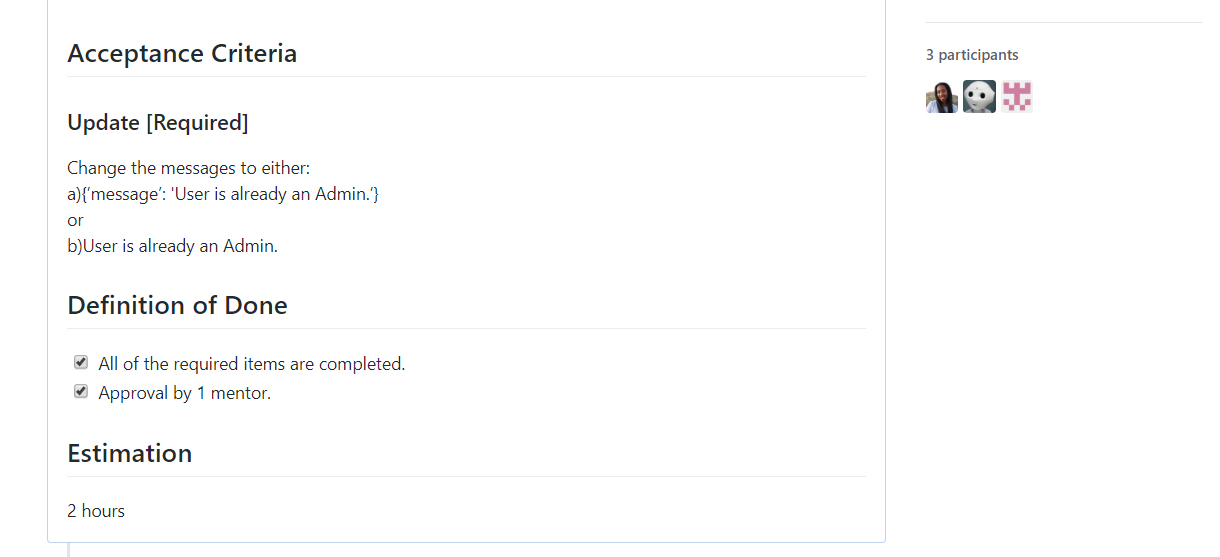 Acceptance Criteria
Update [Required]
Change the messages to either:
a){‘message’: 'User is already an Admin.’}
or
b)User is already an Admin.
Definition of Done
All of the required items are completed.
Approval by 1 mentor.
Estimation
2 hours
3 participants